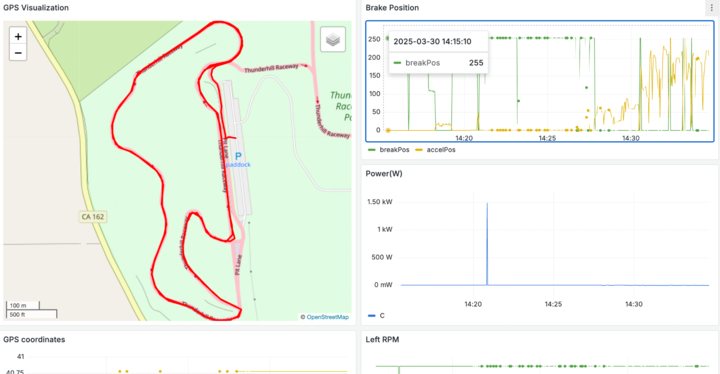 GPS Visualization
+
−
Thunderhill Raceway
Thunderhill Raceway
Thunderhill Raceway
P
paddock
Pit Lane
CA 162
100 m
500 ft
© OpenStreetMap
Brake Position
250
200
150
100
50
0
2025-03-30 14:15:10
breakPos 255
14:20 14:25 14:30
breakPos accelPos
Power(W)
1.50 kW
1 kW
500 W
0 mW
14:20 14:25 14:30
C
GPS coordinates
41
40.75
Left RPM